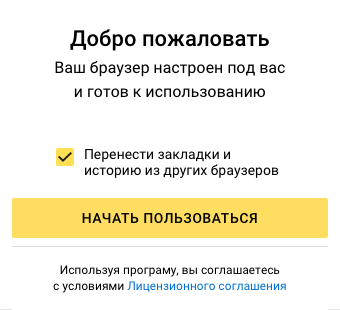 Добро пожаловать
Ваш браузер настроен под вас
и готов к использованию
Перенести закладки и
историю из других браузеров
НАЧАТЬ ПОЛЬЗОВАТЬСЯ
Используя програму, вы соглашаетесь
с условиями Лицензионного соглашения